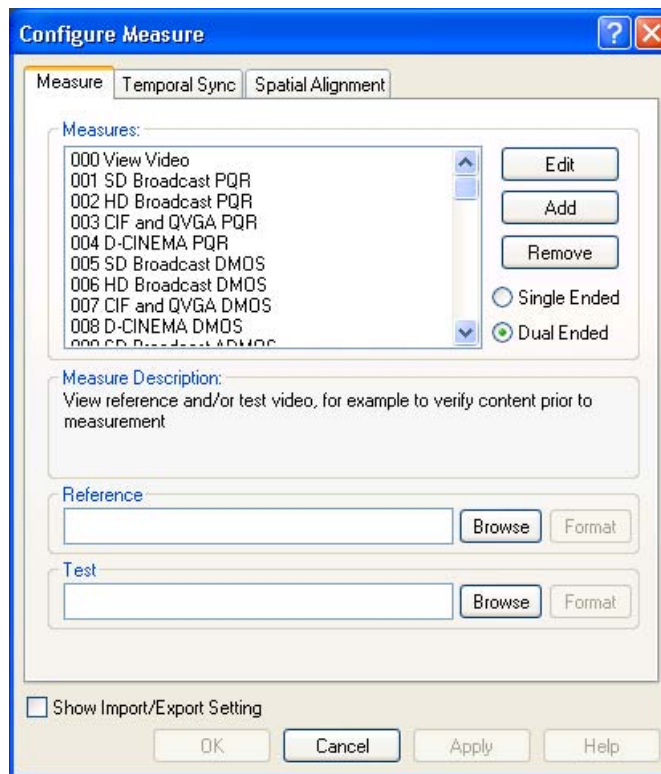 Configure Measure
Measure
Temporal Sync
Spatial Alignment
Measures:
000 View Video
001 SD Broadcast PQR
002 HD Broadcast PQR
003 CIF and QVGA PQR
004 D-CINEMA PQR
005 SD Broadcast DMOS
006 HD Broadcast DMOS
007 CIF and QVGA DMOS
008 D-CINEMA DMOS
009 SD Broadcast ADMOS
Edit
Add
Remove
Single Ended
Dual Ended
Measure Description:
View reference and/or test video, for example to verify content prior to
measurement
Reference
Browse
Format
Test
Browse
Format
Show Import/Export Setting
OK
Cancel
Apply
Help